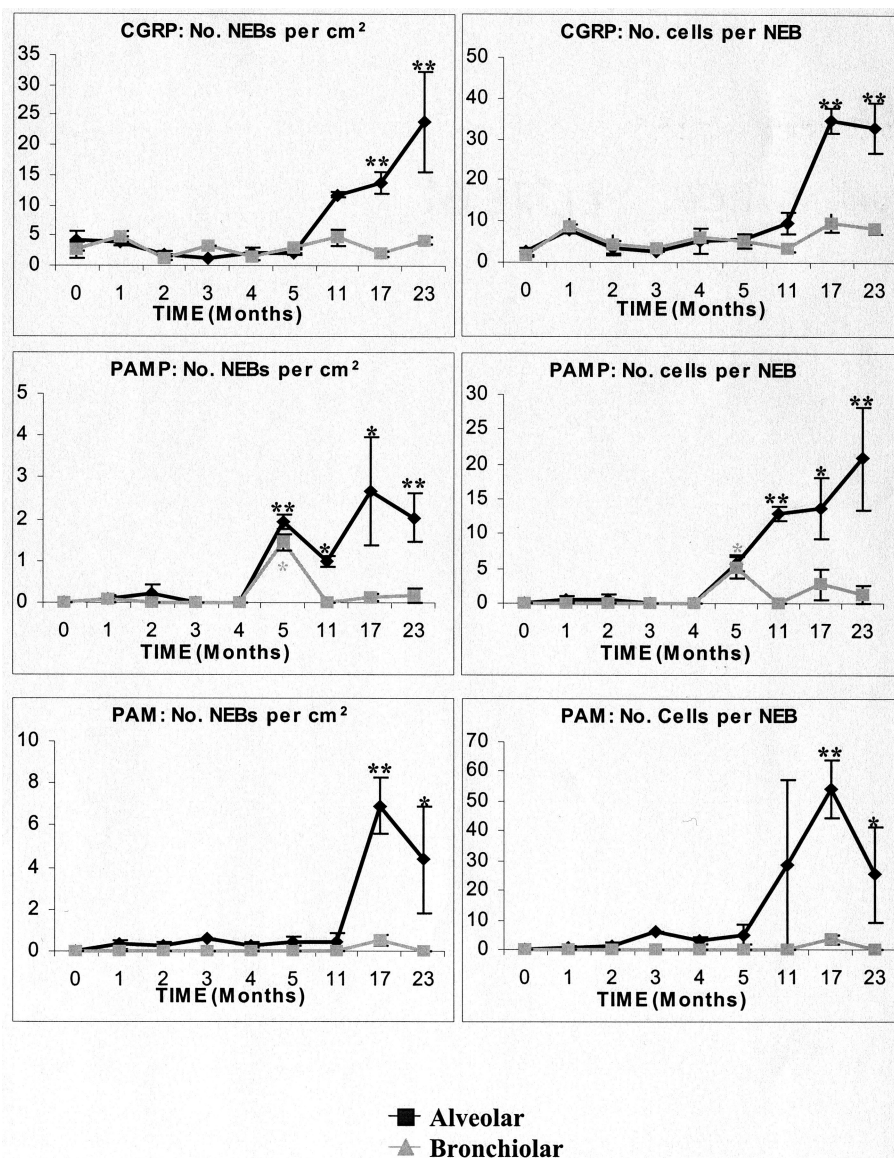 CGRP: No. NEBs per cm²
35
30
25
20
15
10
5
0
**
**
0 1 2 3 4 5 11 17 23
TIME (Months)
CGRP: No. cells per NEB
50
40
30
20
10
0
**
**
0 1 2 3 4 5 11 17 23
TIME (Months)
PAMP: No. NEBs per cm²
5
4
3
2
1
0
**
*
*
*
**
0 1 2 3 4 5 11 17 23
TIME (Months)
PAMP: No. cells per NEB
30
25
20
15
10
5
0
*
**
*
**
0 1 2 3 4 5 11 17 23
TIME (Months)
PAM: No. NEBs per cm²
10
8
6
4
2
0
**
*
0 1 2 3 4 5 11 17 23
TIME (Months)
PAM: No. Cells per NEB
70
60
50
40
30
20
10
0
**
*
0 1 2 3 4 5 11 17 23
TIME (Months)
Alveolar
Bronchiolar